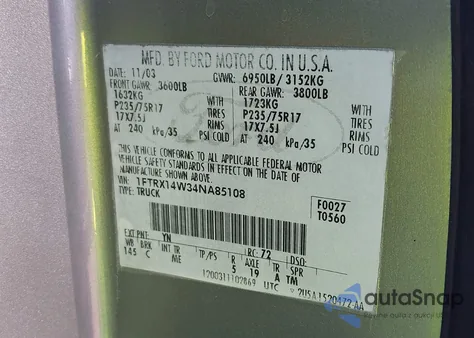 MFD. BY FORD MOTOR CO. IN U.S.A.
DATE: 11/03 GVWR: 6950LB / 3152KG
FRONT GAWR: 3600LB REAR GAWR: 3800LB
1632KG WITH 1723KG WITH
P235/75R17 TIRES P235/75R17 TIRES
17X7.5J RIMS 17X7.5J RIMS
AT 240 kPa/35 PSI COLD AT 240 kPa/35 PSI COLD
THIS VEHICLE CONFORMS TO ALL APPLICABLE FEDERAL MOTOR
VEHICLE SAFETY STANDARDS IN EFFECT ON THE DATE OF
MANUFACTURE SHOWN ABOVE.
VIN: 1FTRX14W34NA85108 F0027
TYPE: TRUCK T0560
EXT PNT: YN RC: 72 DSO:
WB BRK INT TR TP/PS R A TM SPR
145 C ME 5 19
12003111102869 UTC
autaSnap